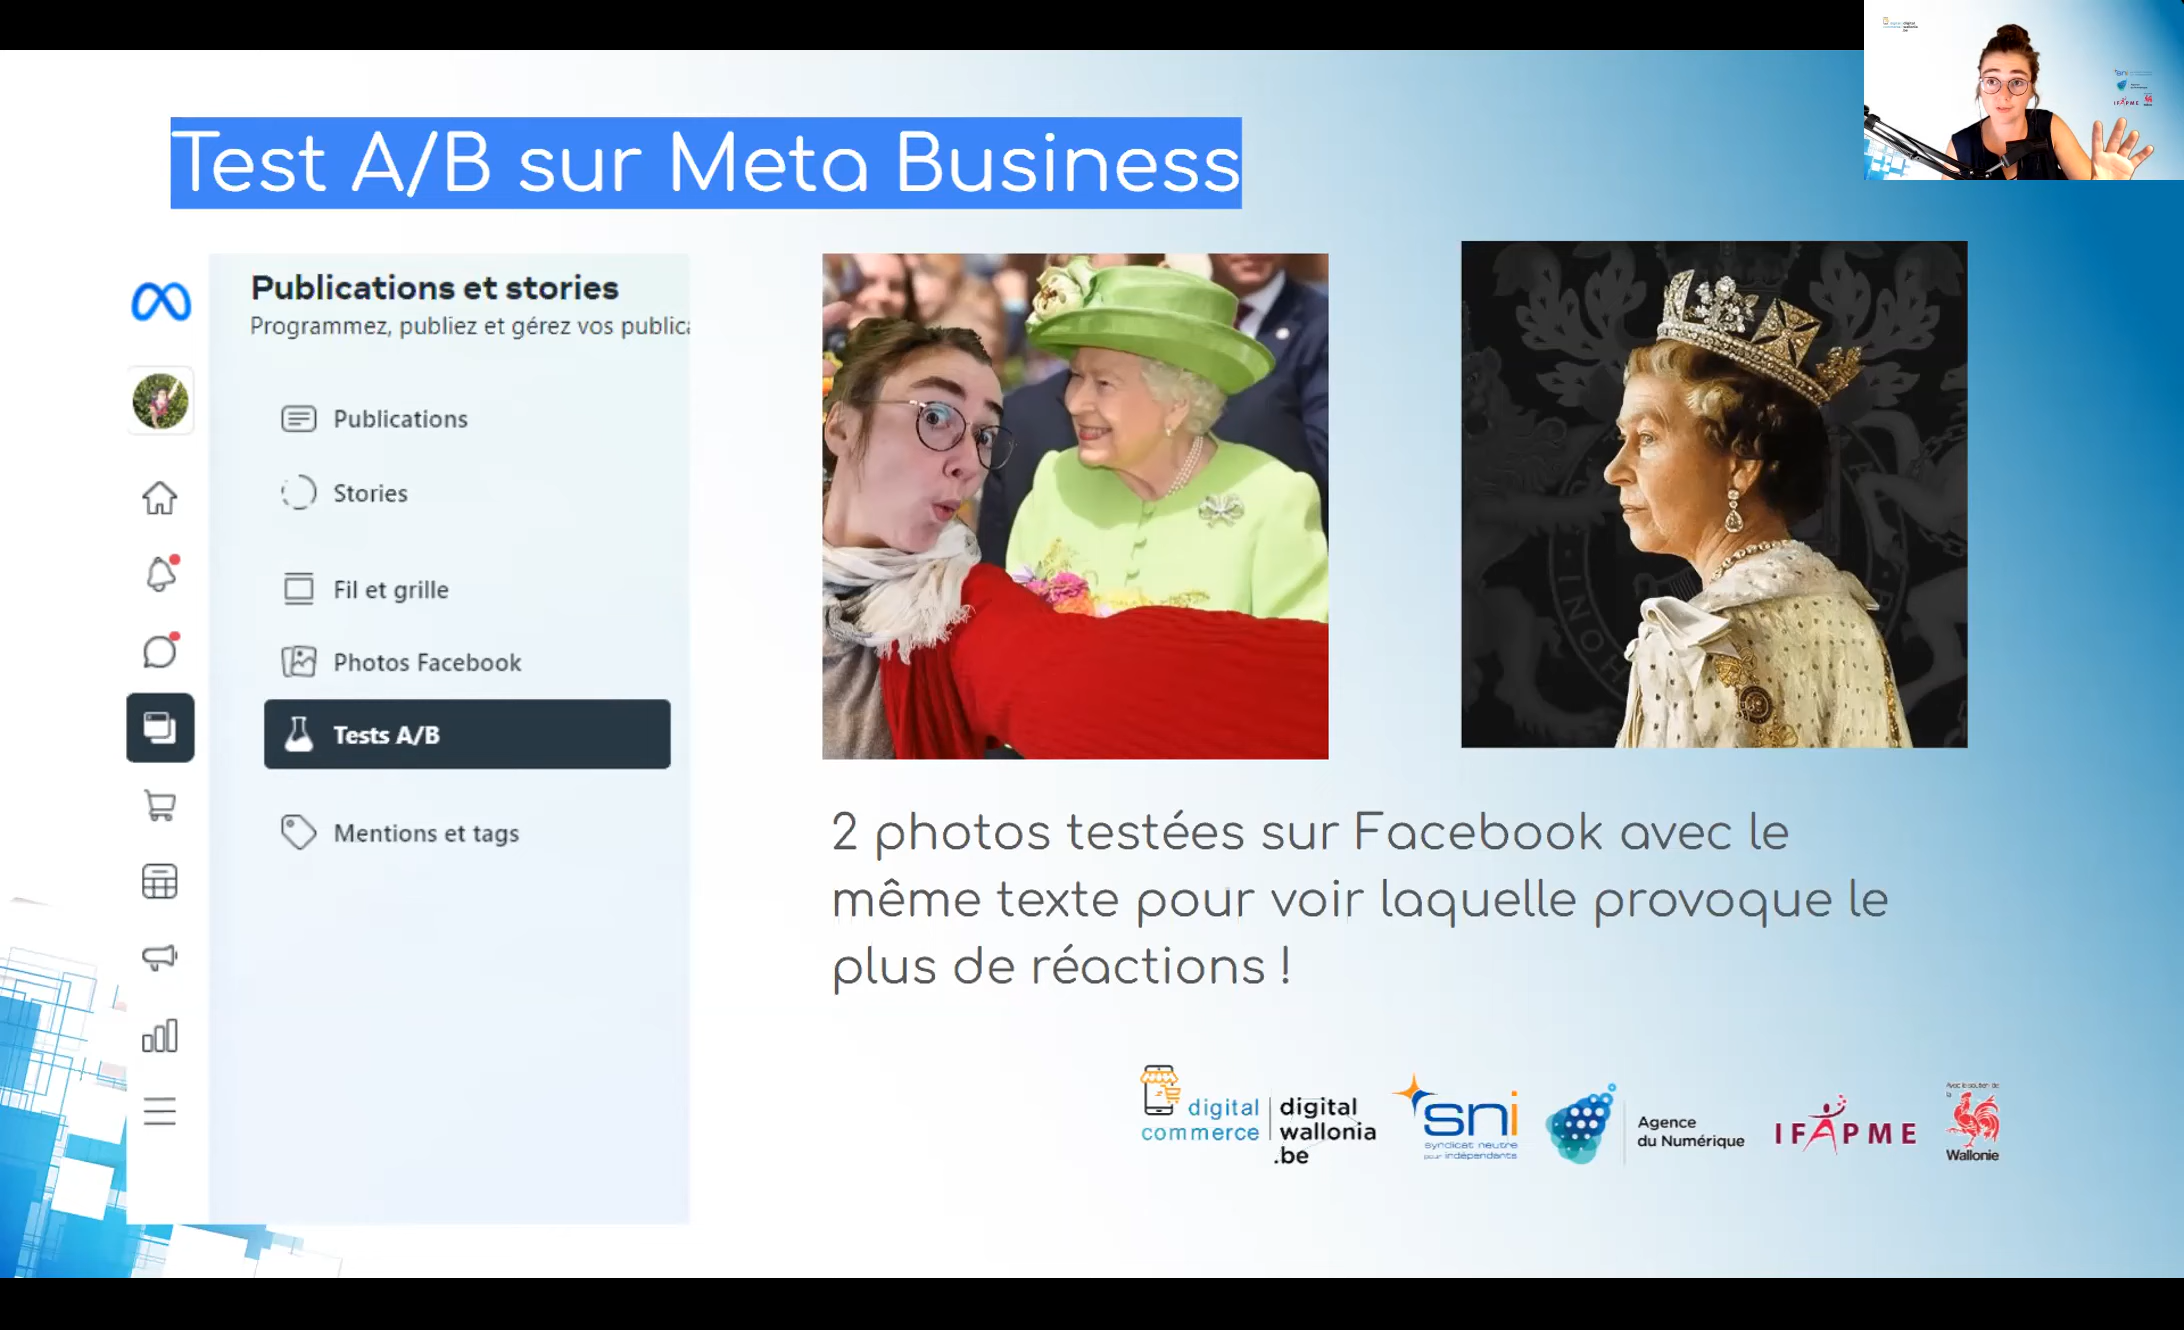 Test A/B sur Meta Business
Publications et stories
Programmez, publiez et gérez vos public
Publications
Stories
Fil et grille
Photos Facebook
Tests A/B
Mentions et tags
2 photos testées sur Facebook avec le
même texte pour voir laquelle provoque le
plus de réactions !
digital
commerce
digital
wallonia
.be
sni
syndicat neutre
pour indépendants
Agence
du Numérique
IFAPME
Avec le soutien de
la
Wallonie
sni
IFAPME